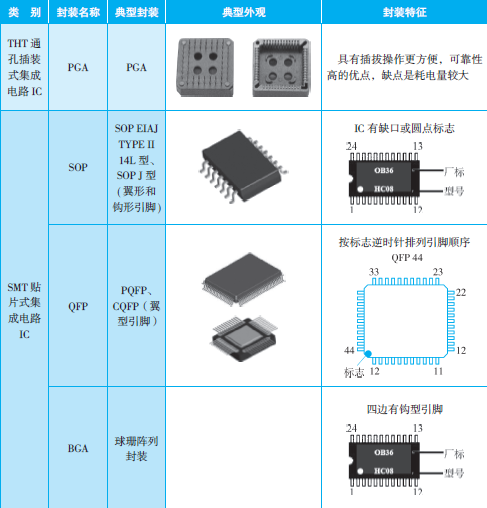 类 别 封装名称 典型封装 典型外观 封装特征
THT 通
孔插装
式集成
电路 IC
PGA
PGA
具有插拔操作更方便，可靠性
高的优点，缺点是耗电量较大
SMT 贴
片式集
成电路
IC
SOP
SOP EIAJ
TYPE II
14L 型、
SOP J 型
(翼形和
钩形引脚)
IC 有缺口或圆点标志
24 13
OB36
厂标
HC08
型号
1 12
QFP
PQFP、
CQFP（翼
型引脚）
按标志逆时针排列引脚顺序
QFP 44
33 23
22
44 12
标志 12 11
BGA
球珊阵列
封装
四边有钩型引脚
24 13
OB36
厂标
HC08
型号
1 12